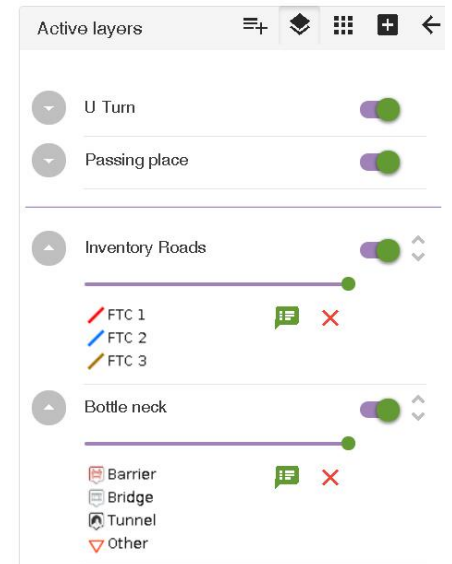 Active layers
U Turn
Passing place
Inventory Roads
FTC 1
FTC 2
FTC 3
Bottle neck
Barrier
Bridge
Tunnel
Other